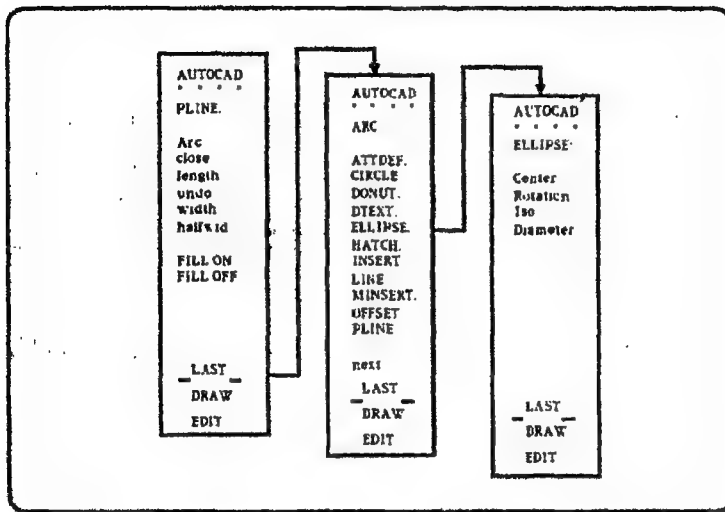 AUTOCAD
* * * *
PLINE.
Arc
close
length
undo
width
halfwid
FILL ON
FILL OFF
LAST
DRAW
EDIT
AUTOCAD
* * * *
ARC
ATTDEF.
CIRCLE
DONUT.
DTEXT.
ELLIPSE.
HATCH.
INSERT
LINE
MINSERT.
OFFSET
PLINE
next
LAST
DRAW
EDIT
AUTOCAD
* * * *
ELLIPSE
Center
Rotation
Iso
Diameter
LAST
DRAW
EDIT